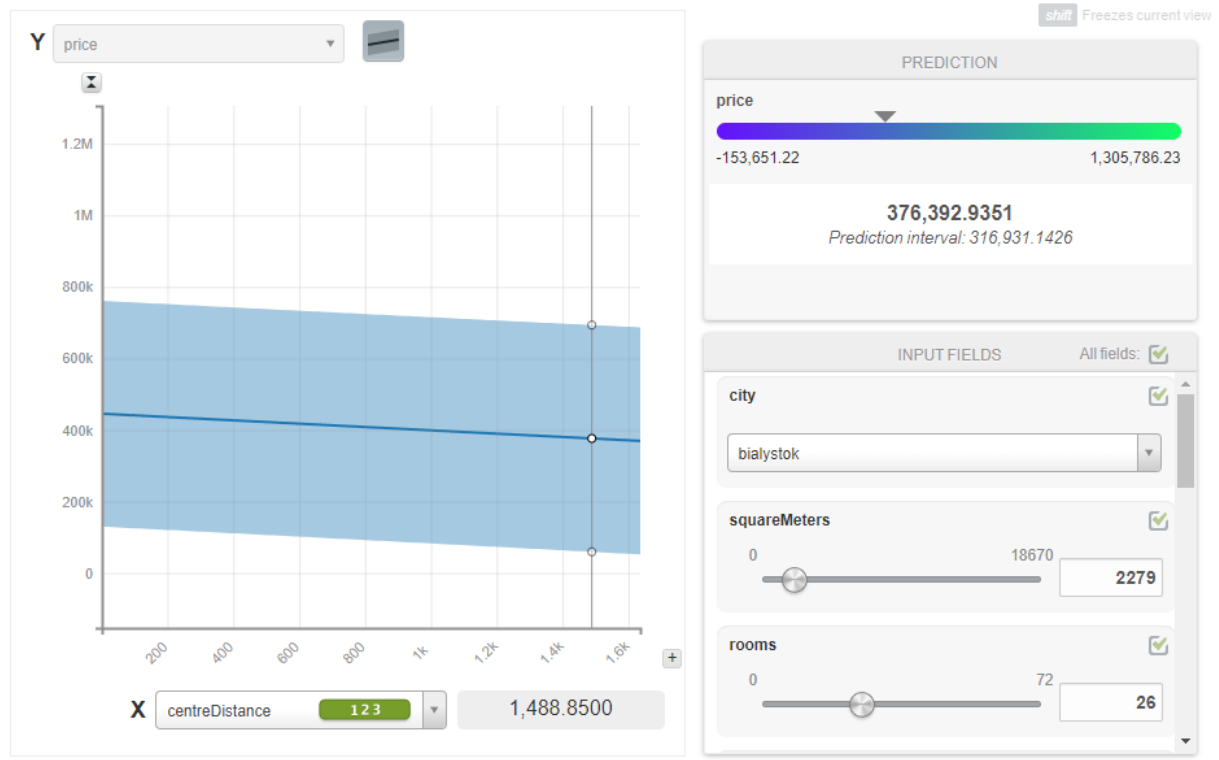 shift Freezes current view
Y price
1.2M
1M
800k
600k
400k
200k
0
200 400 600 800 1k 1.2k 1.4k 1.6k
+
X centreDistance 123 1,488.8500
PREDICTION
price
-153,651.22 1,305,786.23
376,392.9351
Prediction interval: 316,931.1426
INPUT FIELDS All fields:
city
bialystok
squareMeters
0 18670
2279
rooms
0 72
26